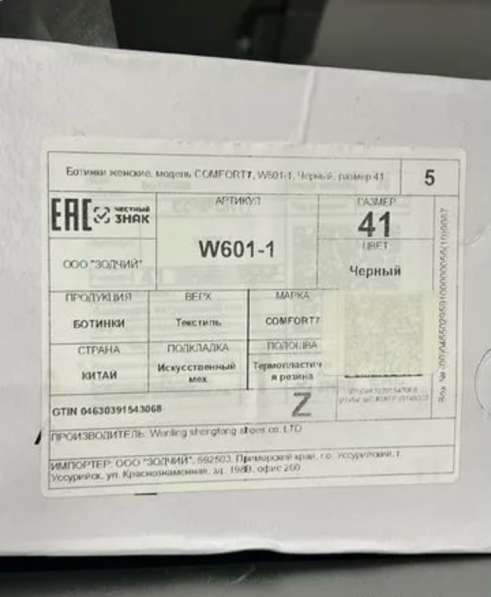 Ботинки женские, модель COMFORT7, W601-1, Черный, размер 41
5
EAC ЧЕСТНЫЙ ЗНАК
АРТИКУЛ
W601-1
РАЗМЕР
41
ЦВЕТ
Черный
ООО "ЗОДЧИЙ"
ПРОДУКЦИЯ ВЕРХ МАРКА
БОТИНКИ Текстиль COMFORT7
СТРАНА ПОДКЛАДКА ПОДОШВА
КИТАЙ Искусственный мех Термопластич
я резина
GTIN 04630391543068
Z
ПРОИЗВОДИТЕЛЬ: Wenling shengtong shoes co. LTD
ИМПОРТЕР: ООО "ЗОДЧИЙ", 692503, Приморский край, г.о. Уссурийский, г.
Уссурийск, ул. Краснознаменная, зд. 198В, офис 200